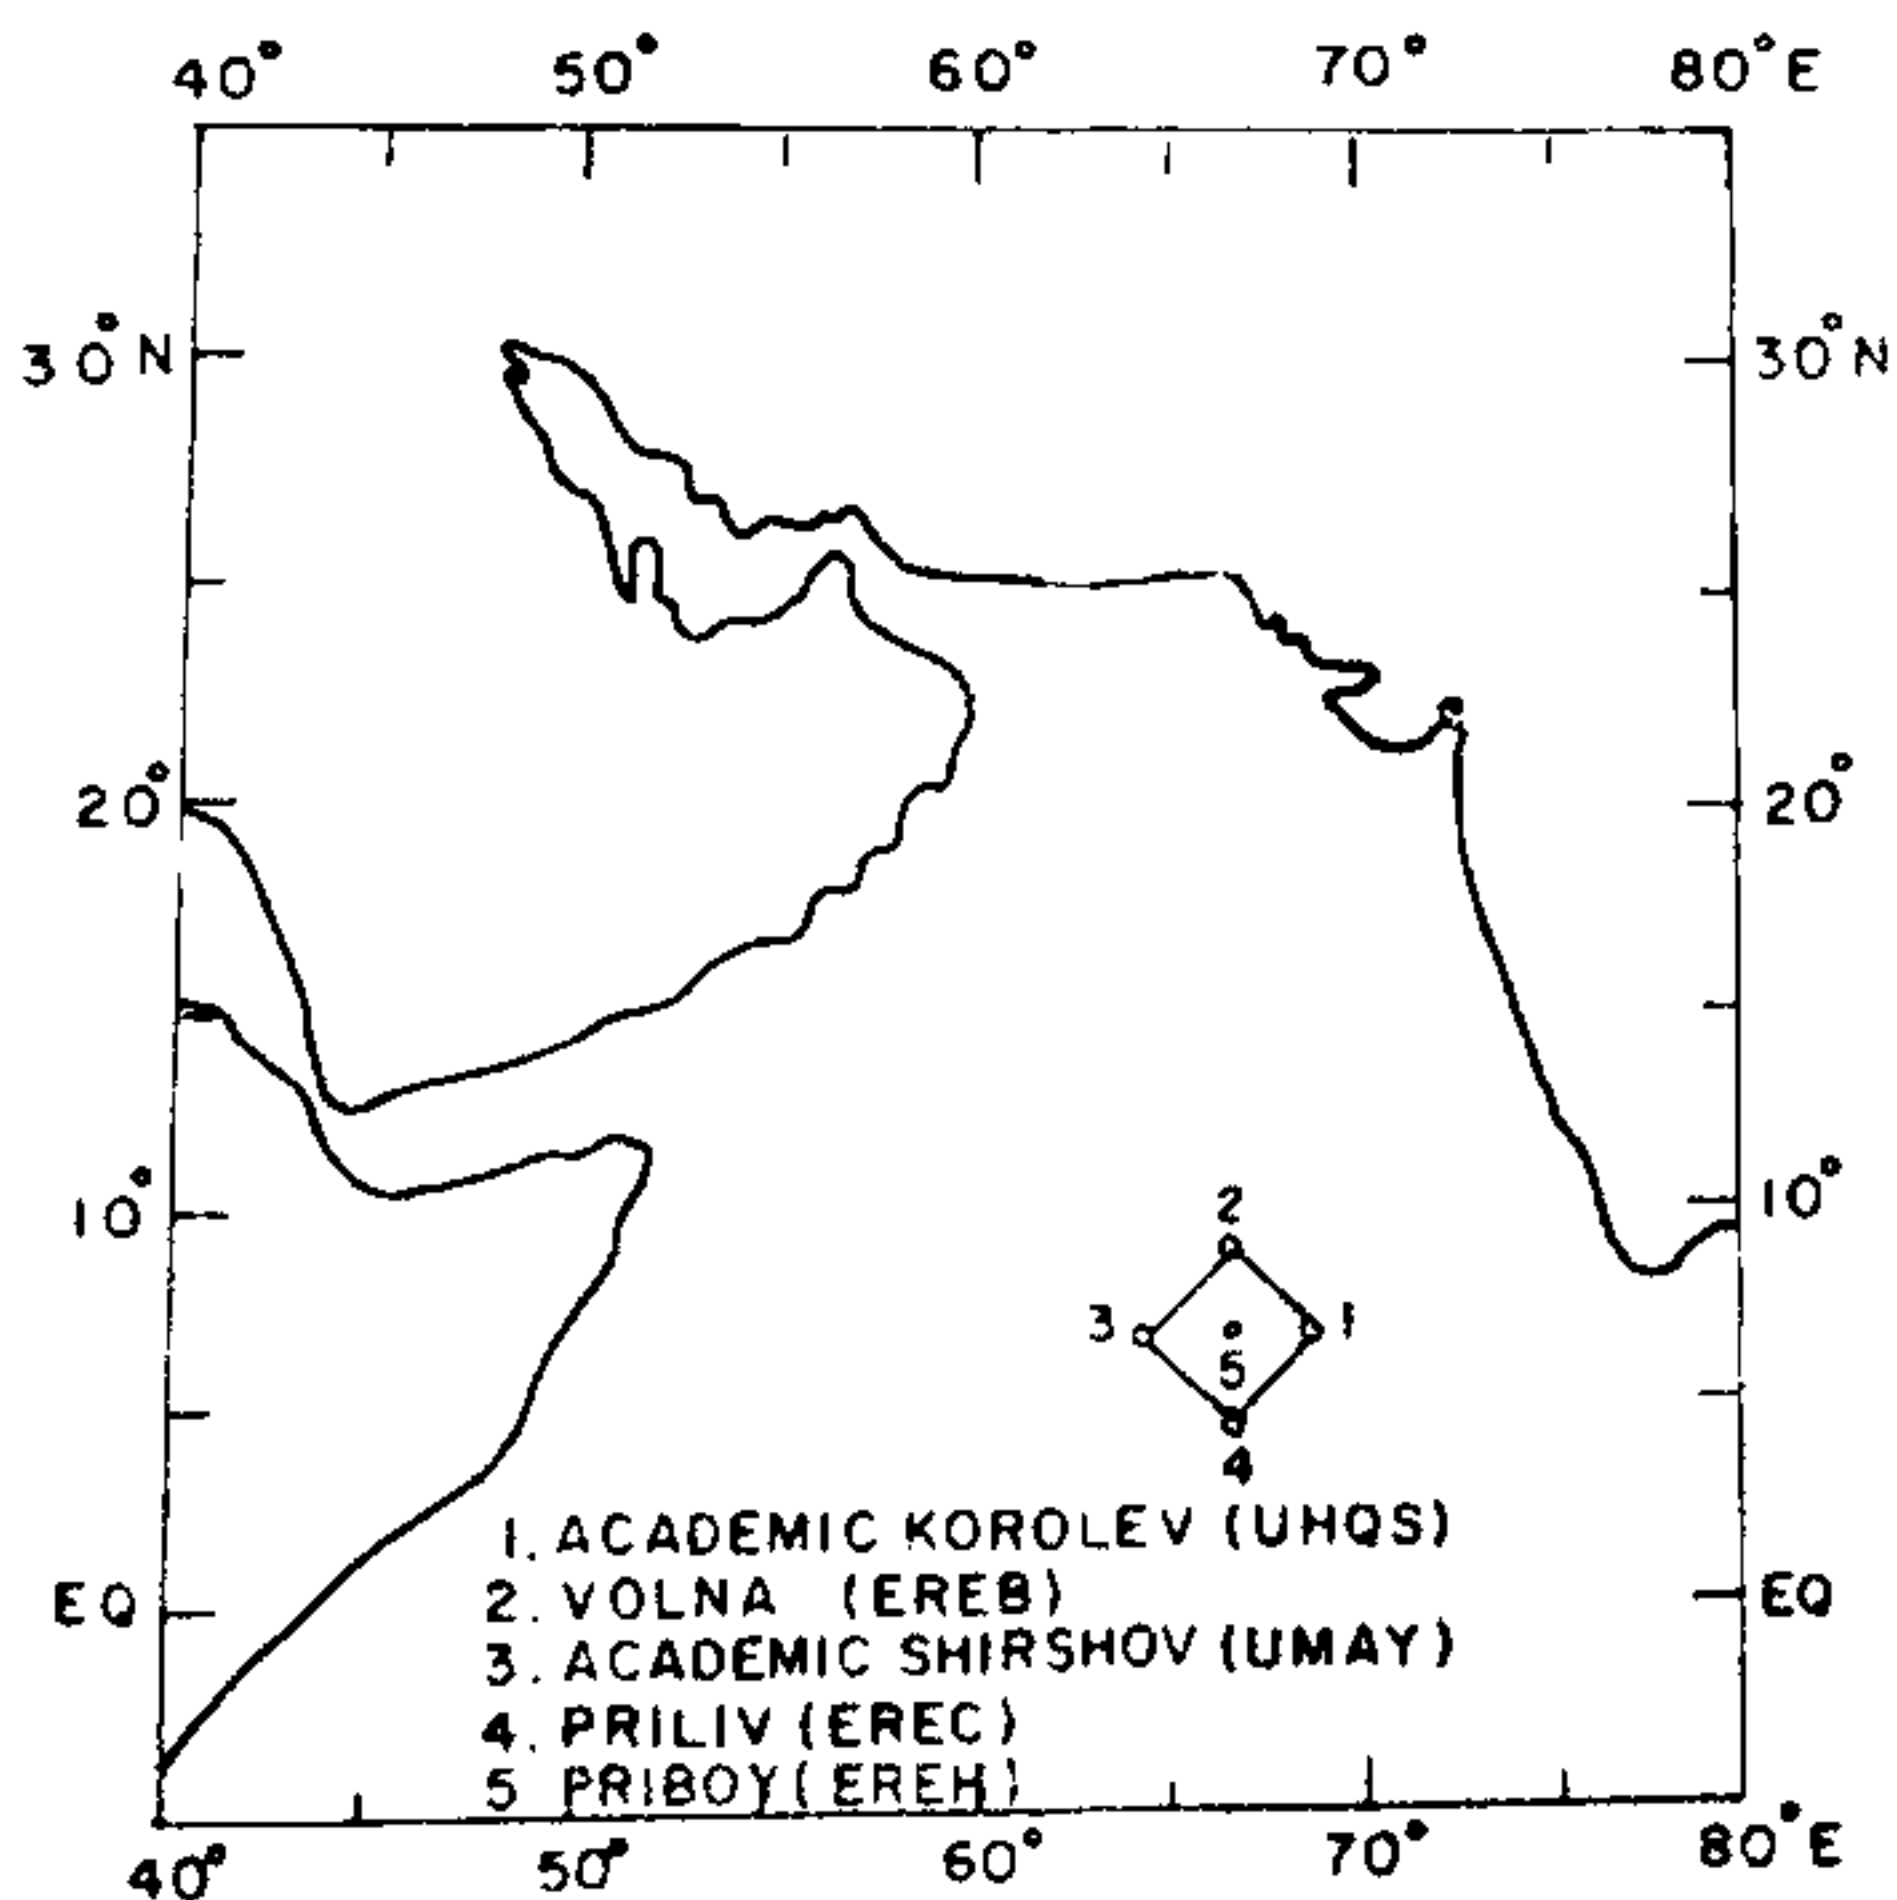 40° 50° 60° 70° 80°E
30°N 30°N
20° 20°
10° 10°
2
3 1
5
4
1. ACADEMIC KOROLEV (UHQS)
2. VOLNA (EREB)
EQ EQ
3. ACADEMIC SHIRSHOV (UMAY)
4. PRILIV (EREC)
5 PRIBOY (EREH)
40° 50° 60° 70° 80°E